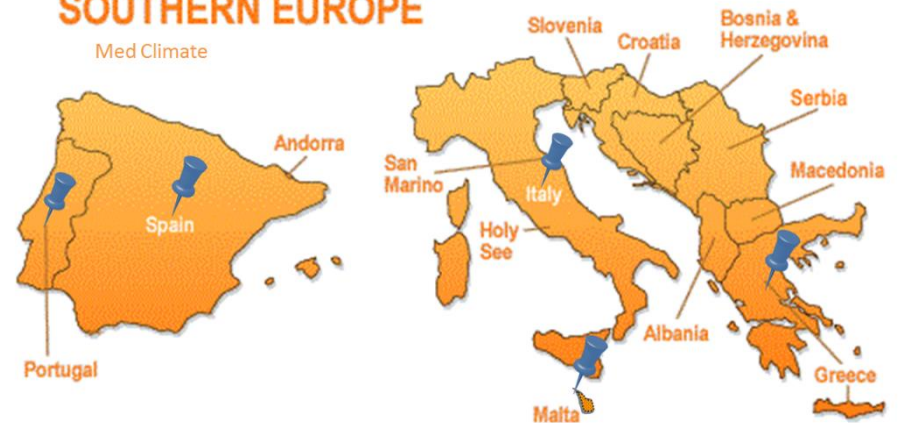 SOUTHERN EUROPE
Med Climate
Slovenia
Croatia
Bosnia &
Herzegovina
Serbia
Andorra
San
Marino
Macedonia
Italy
Spain
Holy
See
Albania
Portugal
Greece
Malta